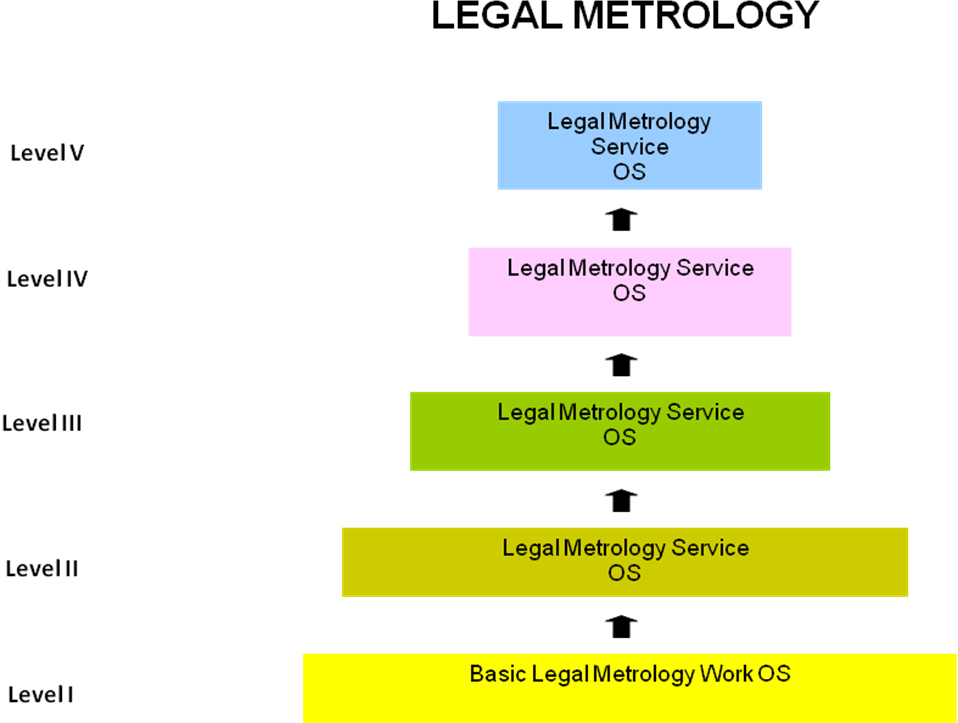 LEGAL METROLOGY
Level V
Legal Metrology
Service
OS
Level IV
Legal Metrology Service
OS
Level III
Legal Metrology Service
OS
Level II
Legal Metrology Service
OS
Level I
Basic Legal Metrology Work OS